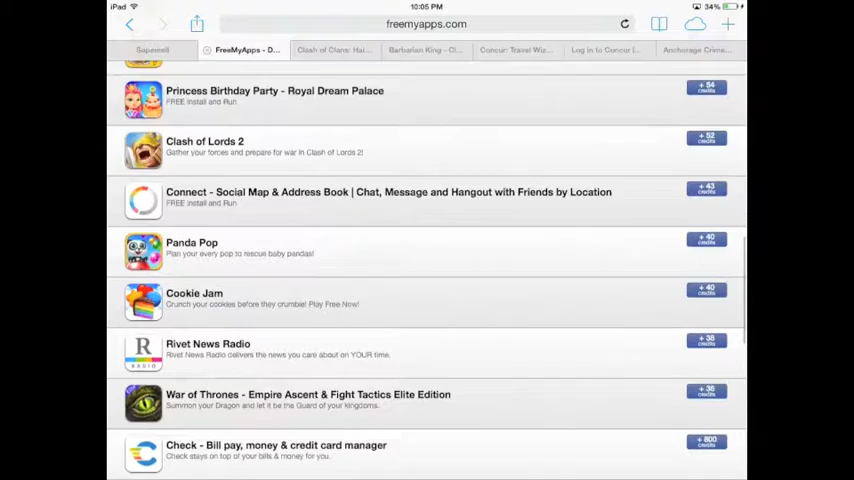 iPad
10:05 PM
34%
freemyapps.com
Supercell
FreeMyApps - D...
Clash of Clans: Hal...
Barbarian King - Cl...
Concur: Travel Wiz...
Log in to Concur |...
Anchorage Crime...
Princess Birthday Party - Royal Dream Palace
FREE Install and Run
+ 54
credits
Clash of Lords 2
Gather your forces and prepare for war in Clash of Lords 2!
+ 52
credits
Connect - Social Map & Address Book | Chat, Message and Hangout with Friends by Location
FREE Install and Run
+ 43
credits
Panda Pop
Plan your every pop to rescue baby pandas!
+ 40
credits
Cookie Jam
Crunch your cookies before they crumble! Play Free Now!
+ 40
credits
R
RADIO
Rivet News Radio
Rivet News Radio delivers the news you care about on YOUR time.
+ 38
credits
War of Thrones - Empire Ascent & Fight Tactics Elite Edition
Summon your Dragon and let it be the Guard of your kingdoms.
+ 36
credits
Check - Bill pay, money & credit card manager
Check stays on top of your bills & money for you.
+ 800
credits